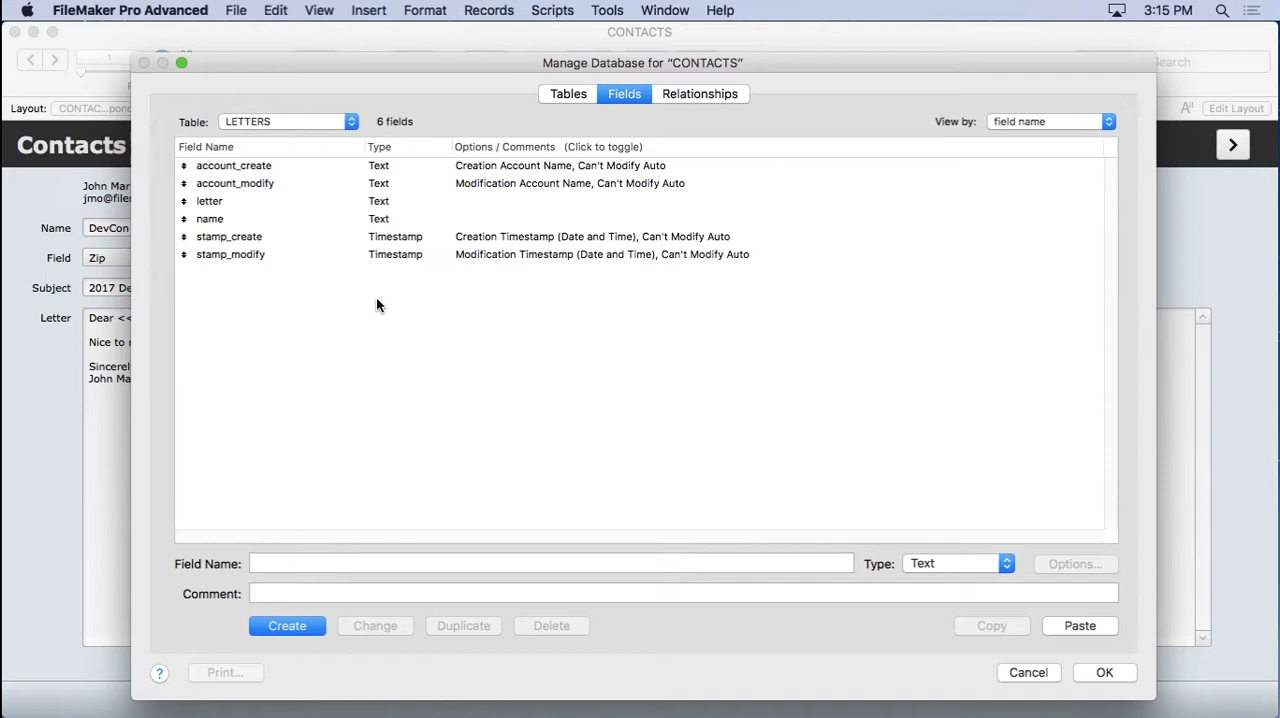 FileMaker Pro Advanced File Edit View Insert Format Records Scripts Tools Window Help 3:15 PM
CONTACTS
Manage Database for “CONTACTS”
1
Search
Tables Fields Relationships
Layout: CONTAC...pond
Edit Layout
Table: LETTERS 6 fields View by: field name
Contacts
Field Name Type Options / Comments (Click to toggle)
account_create Text Creation Account Name, Can't Modify Auto
account_modify Text Modification Account Name, Can't Modify Auto
letter Text
name Text
stamp_create Timestamp Creation Timestamp (Date and Time), Can't Modify Auto
stamp_modify Timestamp Modification Timestamp (Date and Time), Can't Modify Auto
John Mar
jmo@filem
Name DevCon
Field Zip
Subject 2017 De
Letter Dear <<
Nice to
Sincerely
John Ma
Field Name: Type: Text Options...
Comment:
Create Change Duplicate Delete Copy Paste
? Print... Cancel OK